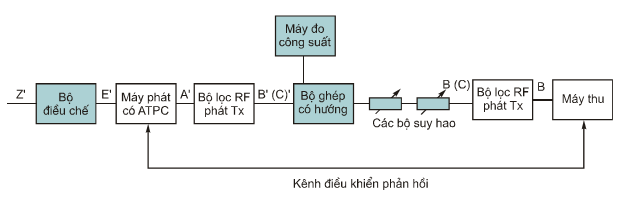 Máy đo
công suất
Z'
Bộ
điều chế
E'
Máy phát
có ATPC
A'
Bộ lọc RF
phát Tx
B' (C)'
Bộ ghép
có hướng
Các bộ suy hao
B (C)
Bộ lọc RF
phát Tx
B
Máy thu
Kênh điều khiển phản hồi